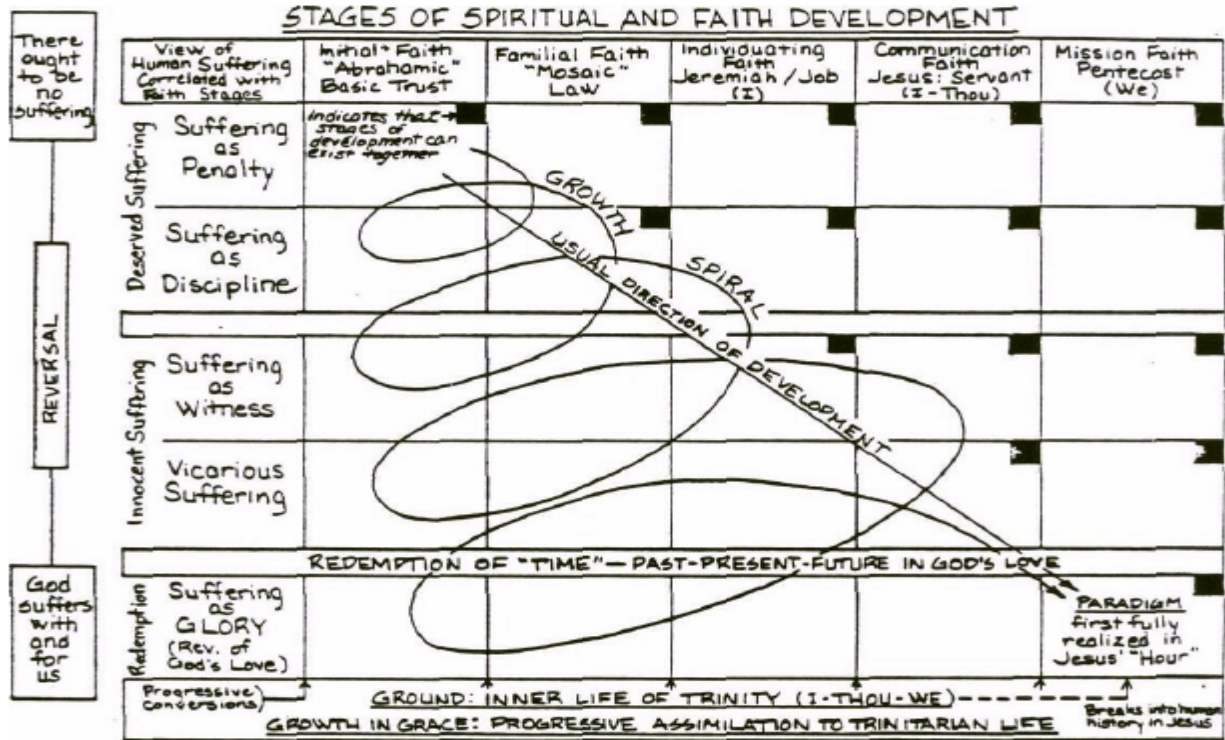 STAGES OF SPIRITUAL AND FAITH DEVELOPMENT
There
ought to be
no
suffering
REVERSAL
God
suffers
with
and
for
us
View of
Human Suffering
Correlated with
Faith Stages
Initial Faith
"Abrahamic"
Basic Trust
Familial Faith
"Mosaic"
Law
Individuating
Faith
Jeremiah / Job
(I)
Communication
Faith
Jesus: Servant
(I-Thou)
Mission Faith
Pentecost
(We)
Deserved Suffering
Suffering
as
Penalty
Indicates that
stages of
development can
exist together
Suffering
as
Discipline
GROWTH
SPIRAL
USUAL DIRECTION OF DEVELOPMENT
Innocent Suffering
Suffering
as
Witness
Vicarious
Suffering
REDEMPTION OF "TIME" — PAST-PRESENT-FUTURE IN GOD'S LOVE
Redemption
Suffering
as
GLORY
(Rev. of
God's Love)
PARADIGM
first fully
realized in
Jesus' "Hour"
Progressive
Conversions
GROUND: INNER LIFE OF TRINITY (I-THOU-WE)
Breaks into human
history in Jesus
GROWTH IN GRACE: PROGRESSIVE ASSIMILATION TO TRINITARIAN LIFE